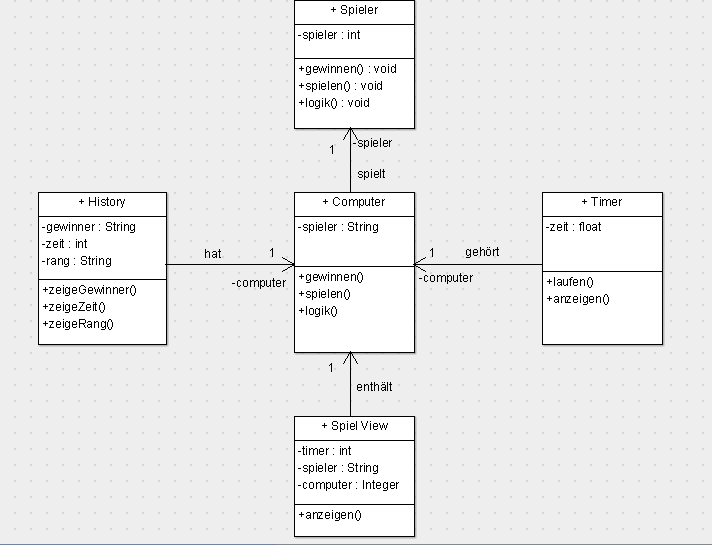 + Spieler
-spieler : int
+gewinnen() : void
+spielen() : void
+logik() : void
1
-spieler
spielt
+ History
-gewinner : String
-zeit : int
-rang : String
+zeigeGewinner()
+zeigeZeit()
+zeigeRang()
hat
1
-computer
+ Computer
-spieler : String
+gewinnen()
+spielen()
+logik()
1
gehört
-computer
+ Timer
-zeit : float
+laufen()
+anzeigen()
1
enthält
+ Spiel View
-timer : int
-spieler : String
-computer : Integer
+anzeigen()